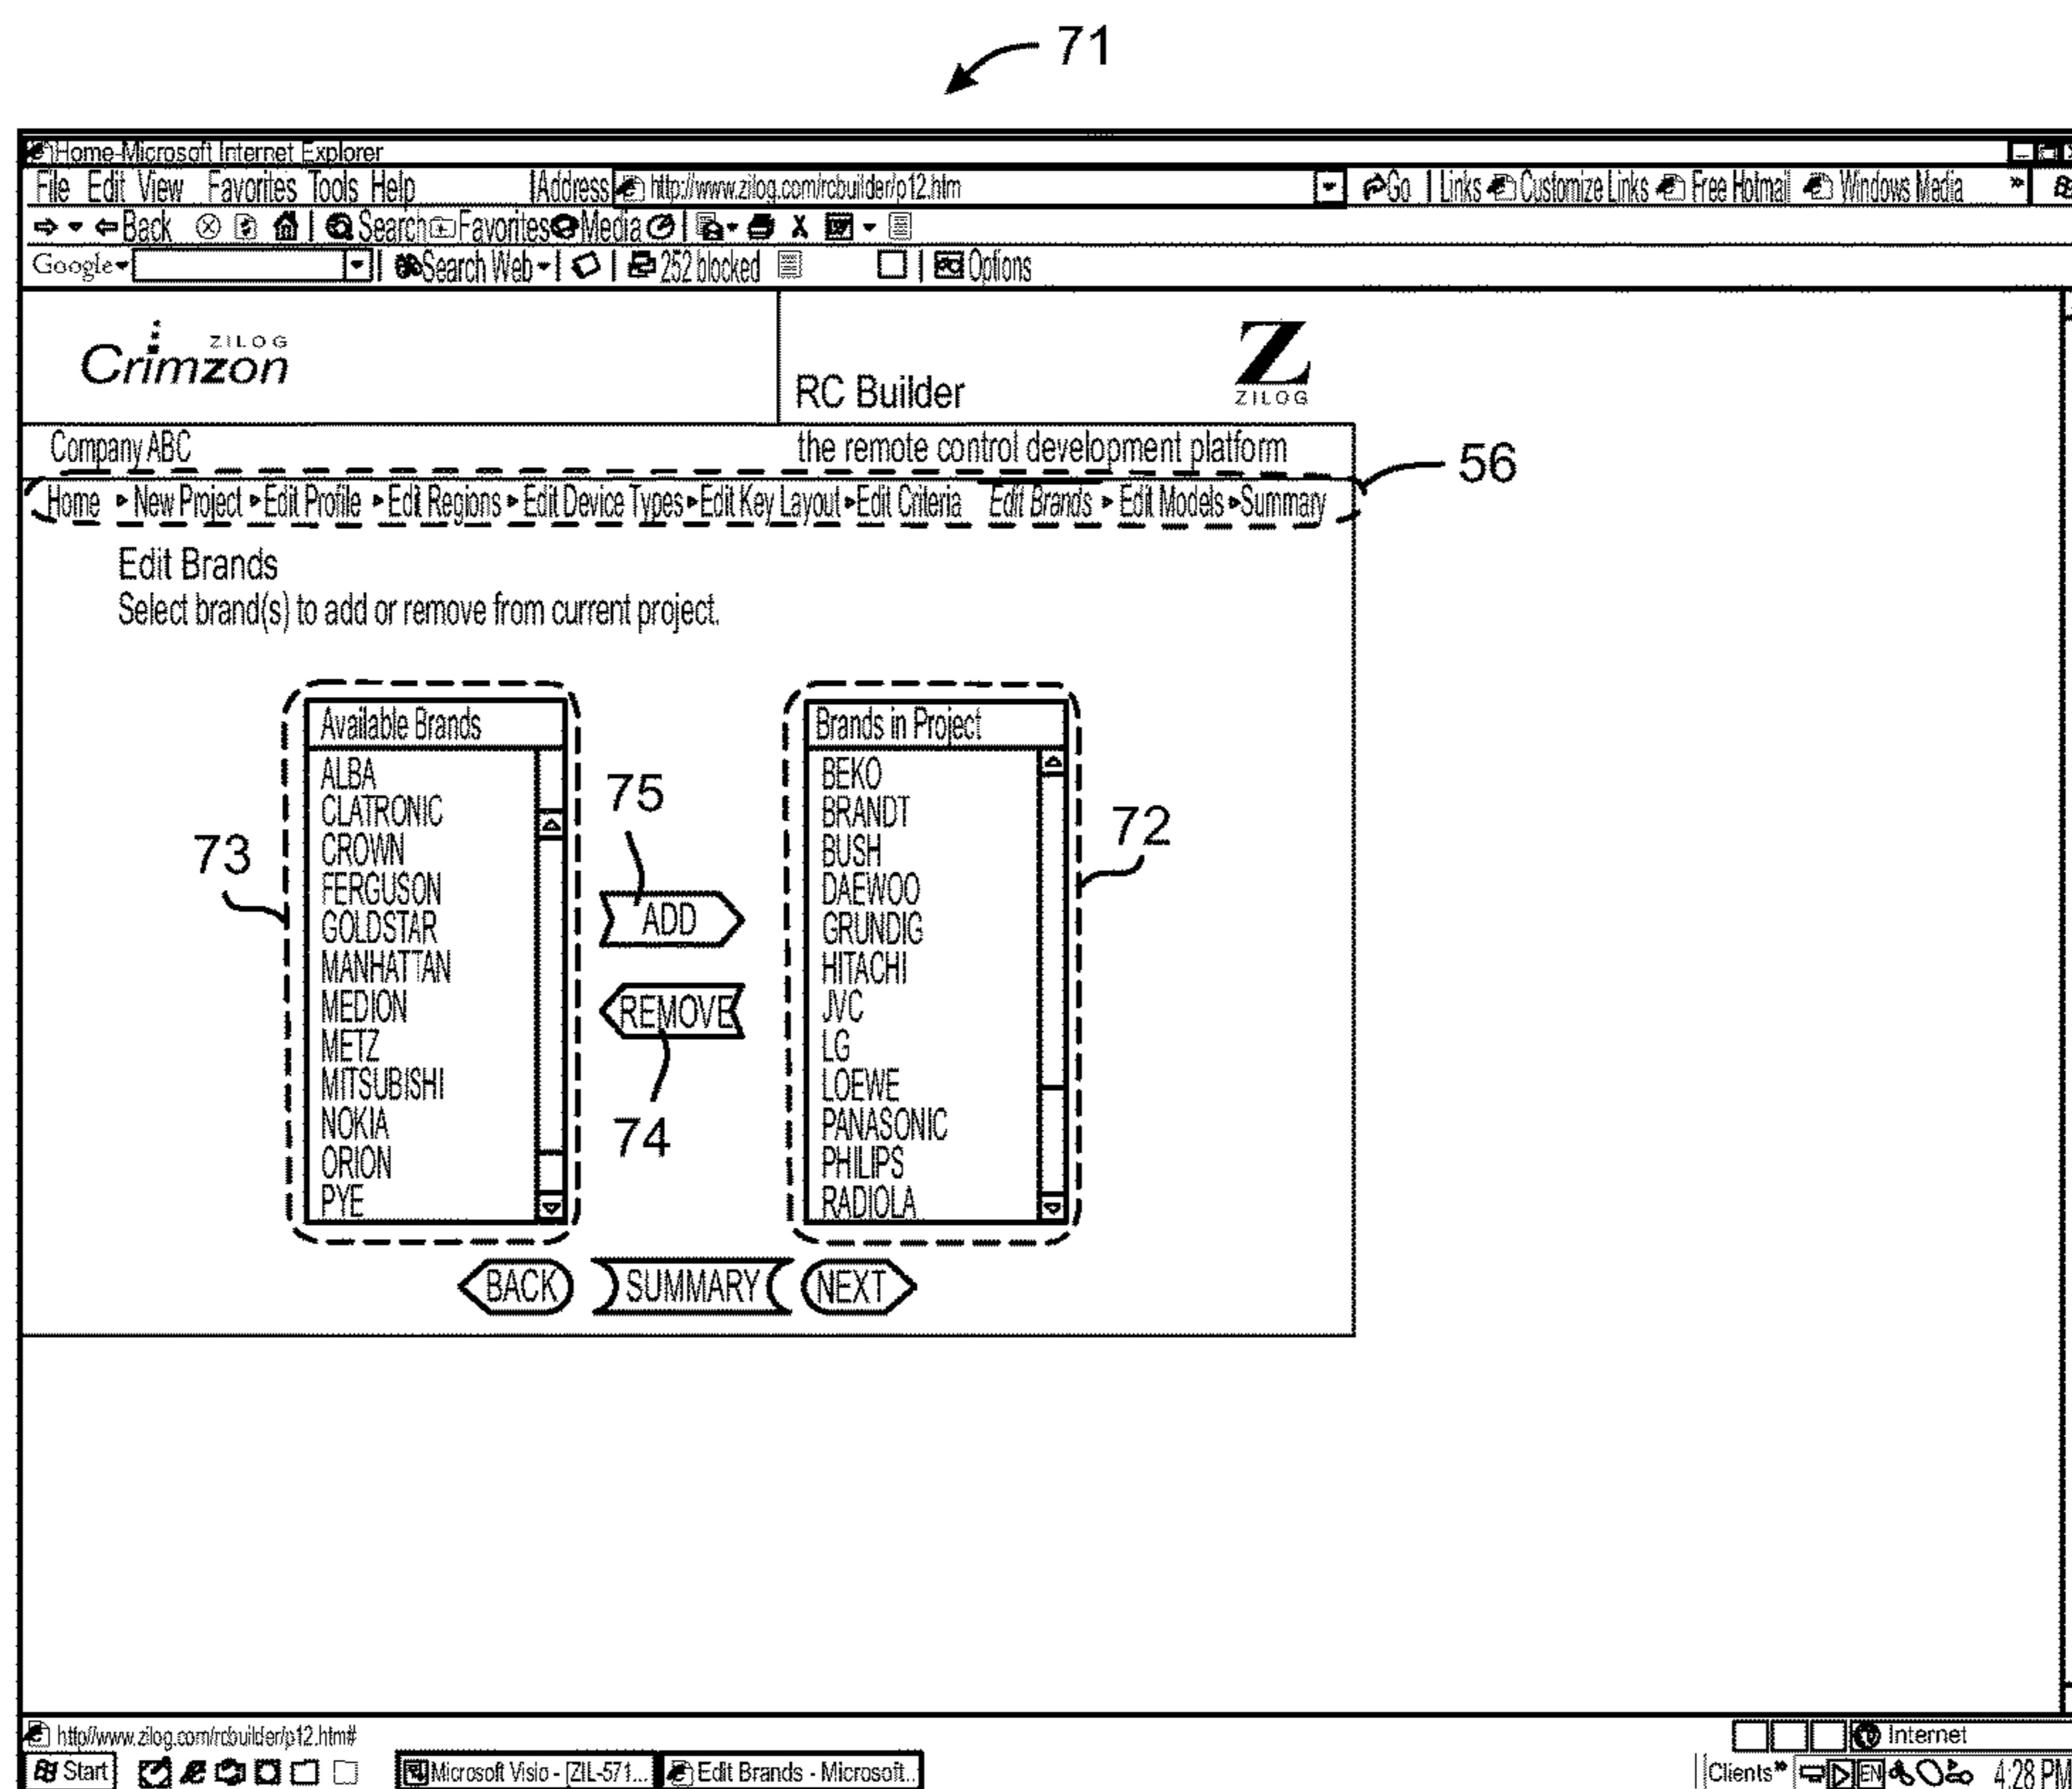 71
Home-Microsoft Internet Explorer
File Edit View Favorites Tools Help Address http://www.zilog.com/rcbuilder/p12.htm Go Links Customize Links Free Hotmail Windows Media »
Back Search Favorites Media
Google Search Web 252 blocked Options
ZILOG
Crimzon
RC Builder
Z
ZILOG
Company ABC the remote control development platform
56
Home ▸ New Project ▸ Edit Profile ▸ Edit Regions ▸ Edit Device Types ▸ Edit Key Layout ▸ Edit Criteria Edit Brands ▸ Edit Models ▸ Summary
Edit Brands
Select brand(s) to add or remove from current project.
73
Available Brands
ALBA
CLATRONIC
CROWN
FERGUSON
GOLDSTAR
MANHATTAN
MEDION
METZ
MITSUBISHI
NOKIA
ORION
PYE
75
ADD
REMOVE
74
72
Brands in Project
BEKO
BRANDT
BUSH
DAEWOO
GRUNDIG
HITACHI
JVC
LG
LOEWE
PANASONIC
PHILIPS
RADIOLA
BACK SUMMARY NEXT
http//www.zilog.com/rcbuilder/p12.htm# Internet
Start Microsoft Visio - [ZIL-571... Edit Brands - Microsoft... Clients » EN 4:28 PM